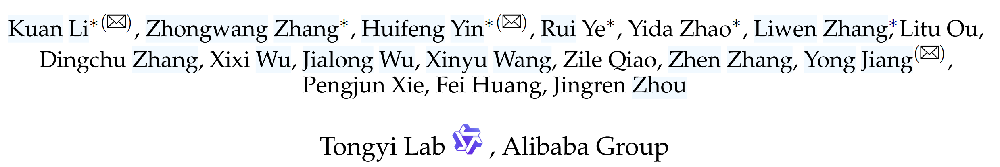 Kuan Li*(✉), Zhongwang Zhang*, Huifeng Yin*(✉), Rui Ye*, Yida Zhao*, Liwen Zhang,* Litu Ou,
Dingchu Zhang, Xixi Wu, Jialong Wu, Xinyu Wang, Zile Qiao, Zhen Zhang, Yong Jiang(✉),
Pengjun Xie, Fei Huang, Jingren Zhou
Tongyi Lab , Alibaba Group